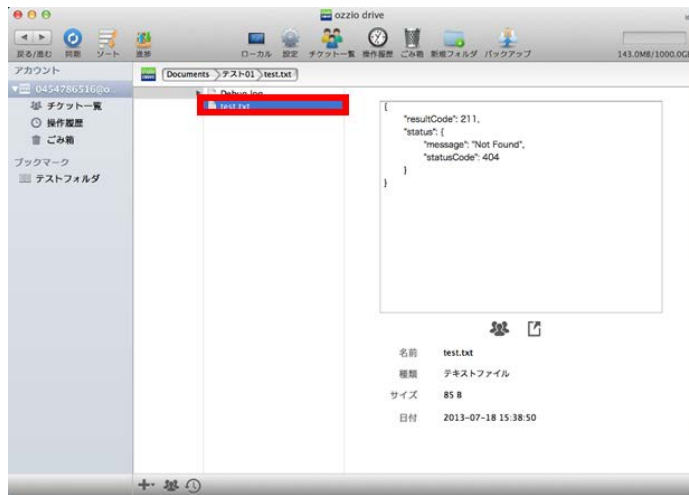 ozzio drive
戻る/進む 同期 ソート 進捗 ローカル 設定 チケット一覧 操作履歴 ごみ箱 新規フォルダ バックアップ 143.0MB/1000.0GB
アカウント
0454786516@o...
チケット一覧
操作履歴
ごみ箱
ブックマーク
テストフォルダ
Documents テスト01 test.txt
Debug.log
test.txt
{
"resultCode": 211,
"status": {
"message": "Not Found",
"statusCode": 404
}
}
名前 test.txt
種類 テキストファイル
サイズ 85 B
日付 2013-07-18 15:38:50